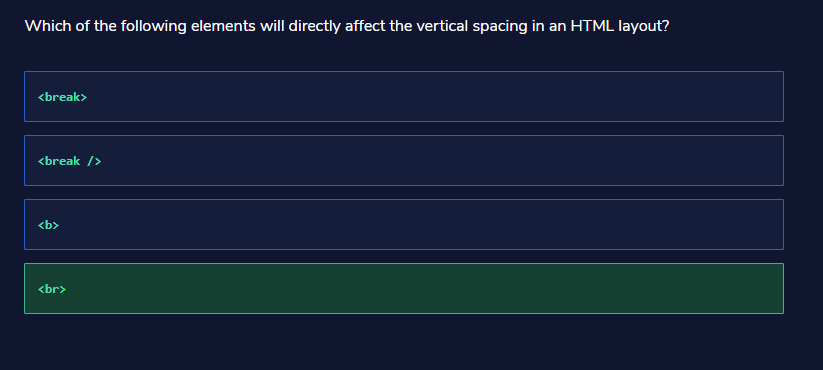 Which of the following elements will directly affect the vertical spacing in an HTML layout?
<break>
<break />
<b>
<br>